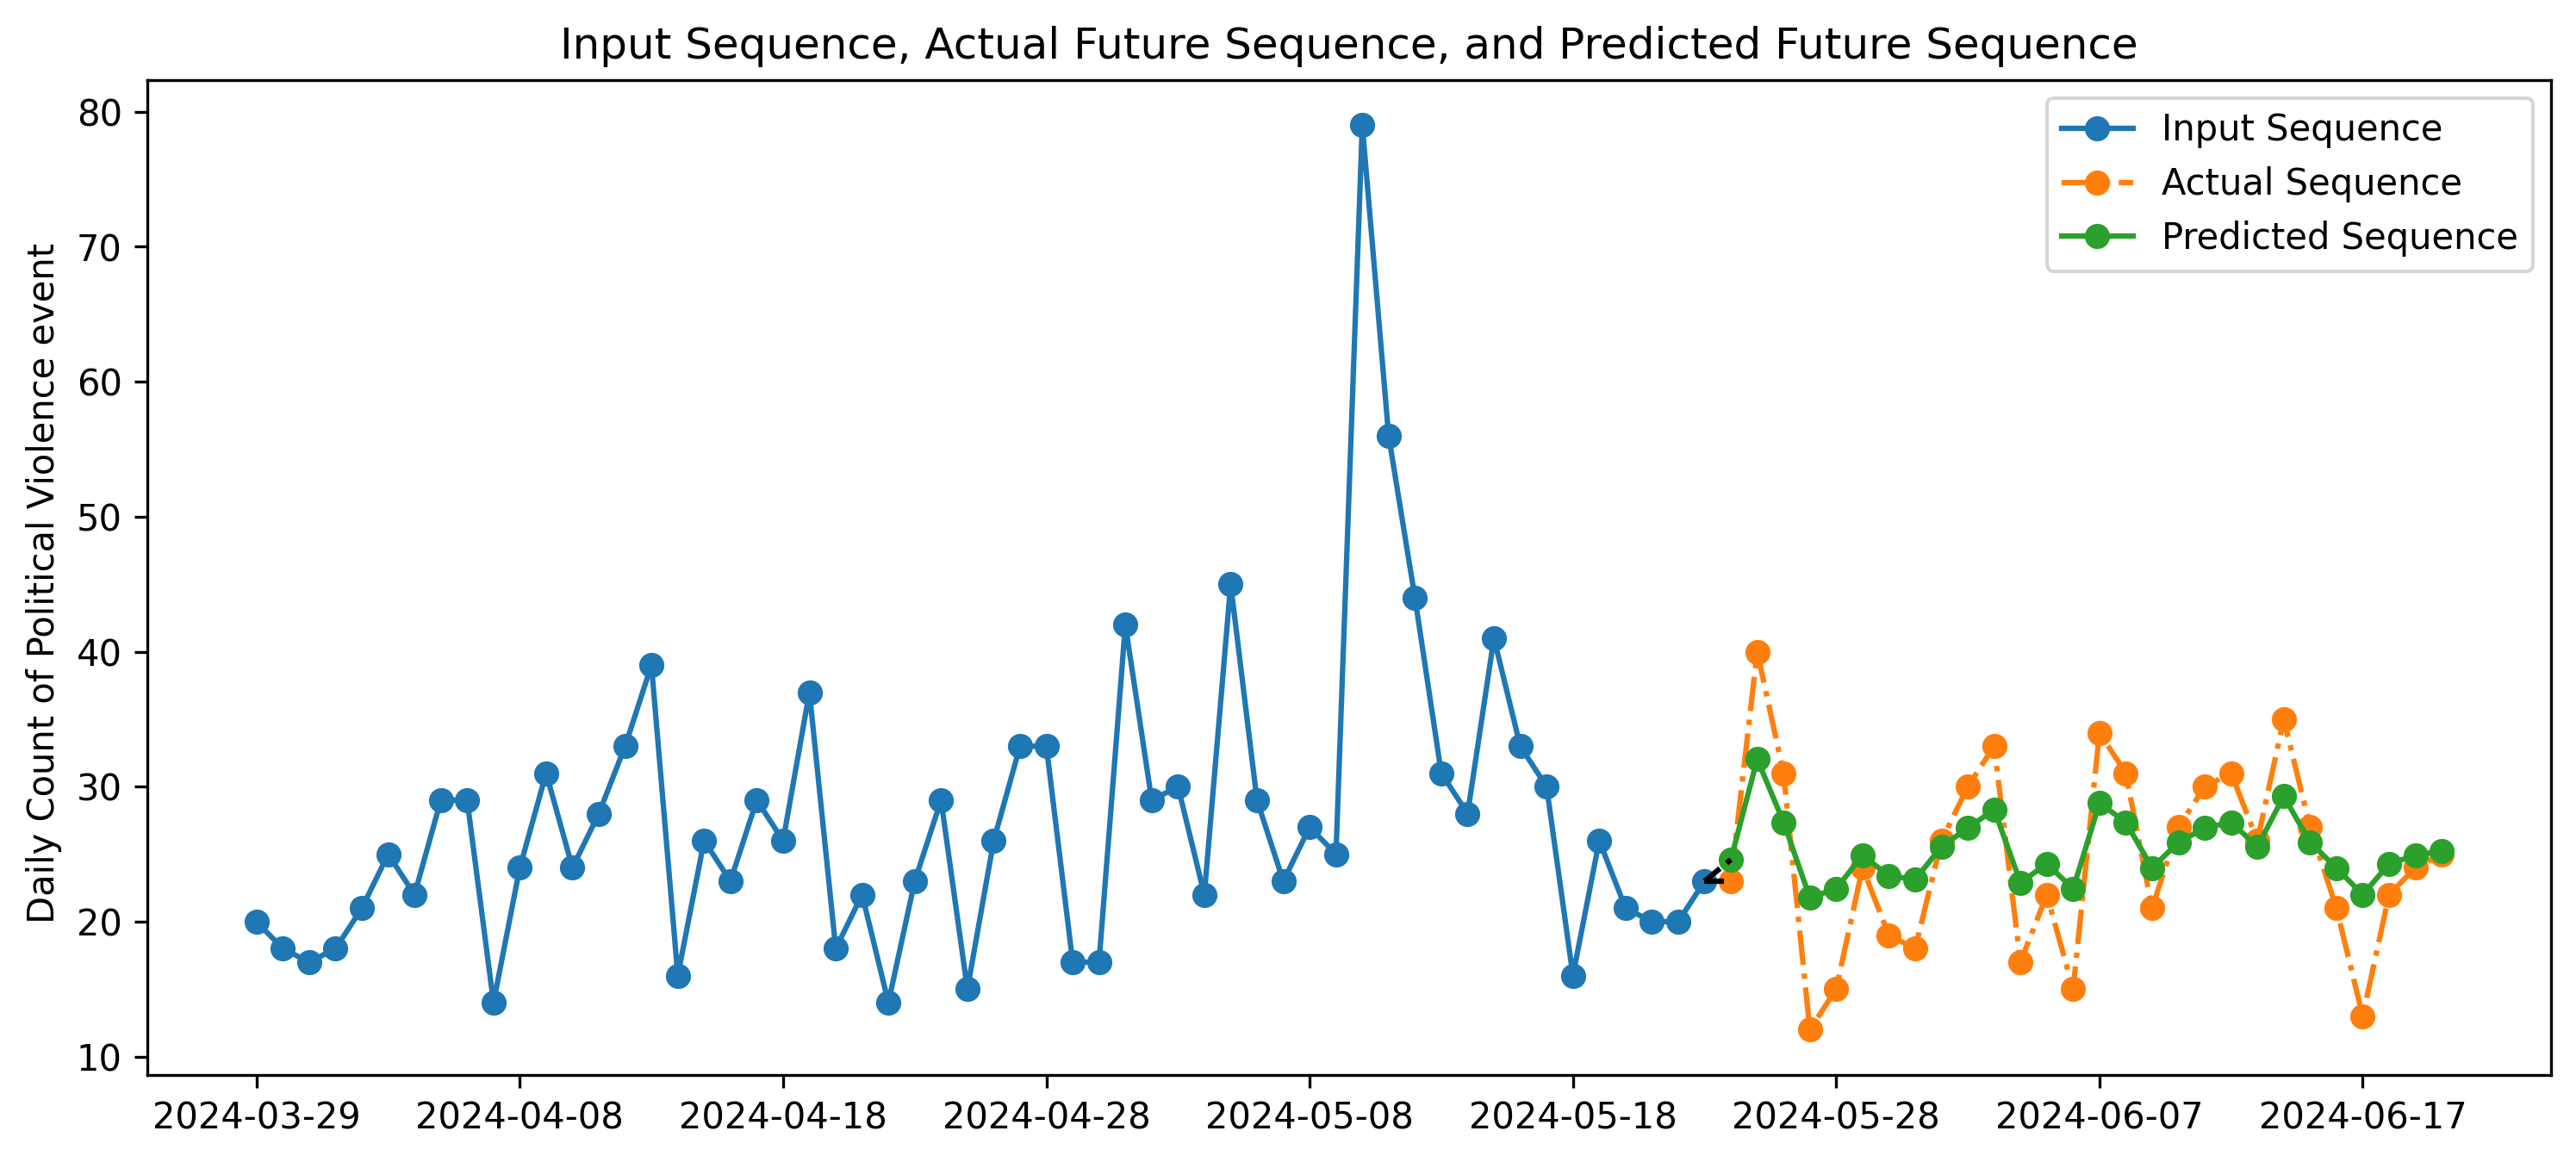 Input Sequence, Actual Future Sequence, and Predicted Future Sequence
Daily Count of Political Violence event
80
70
60
50
40
30
20
10
Input Sequence
Actual Sequence
Predicted Sequence
2024-03-29 2024-04-08 2024-04-18 2024-04-28 2024-05-08 2024-05-18 2024-05-28 2024-06-07 2024-06-17